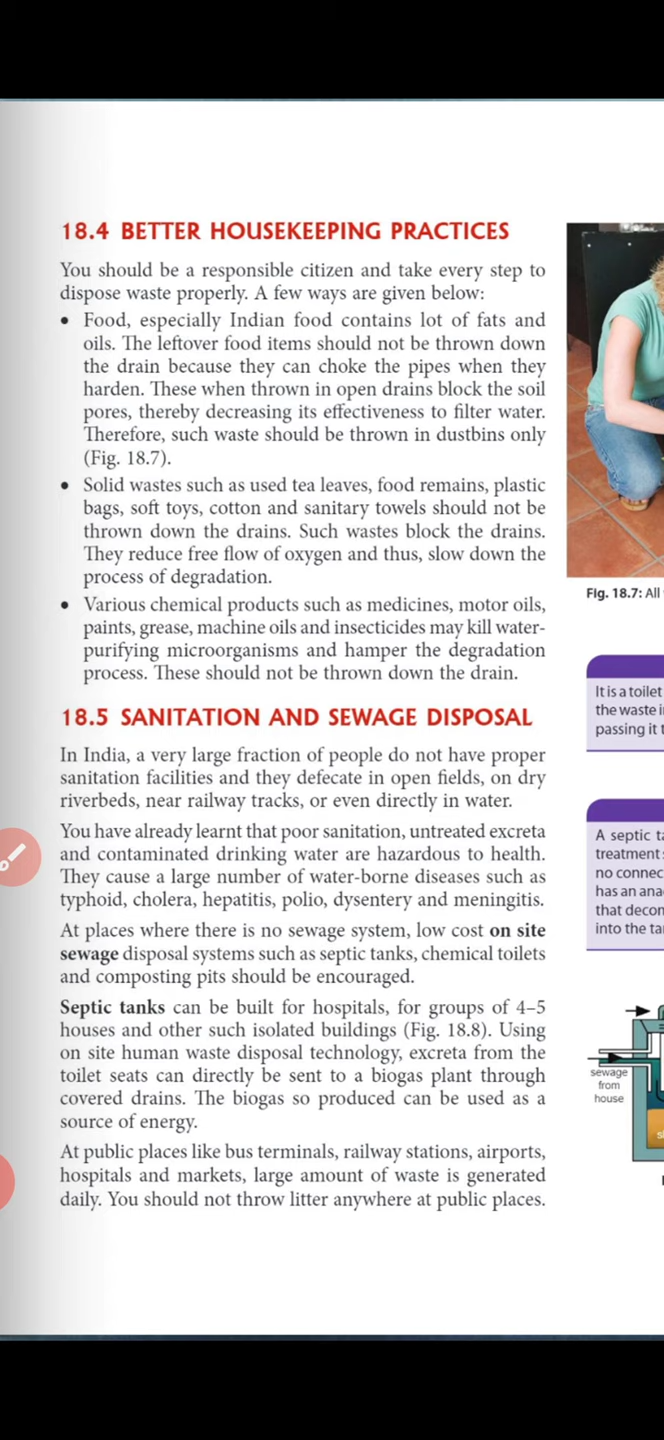 18.4 BETTER HOUSEKEEPING PRACTICES
You should be a responsible citizen and take every step to
dispose waste properly. A few ways are given below:
• Food, especially Indian food contains lot of fats and
oils. The leftover food items should not be thrown down
the drain because they can choke the pipes when they
harden. These when thrown in open drains block the soil
pores, thereby decreasing its effectiveness to filter water.
Therefore, such waste should be thrown in dustbins only
(Fig. 18.7).
• Solid wastes such as used tea leaves, food remains, plastic
bags, soft toys, cotton and sanitary towels should not be
thrown down the drains. Such wastes block the drains.
They reduce free flow of oxygen and thus, slow down the
process of degradation.
• Various chemical products such as medicines, motor oils,
paints, grease, machine oils and insecticides may kill water-
purifying microorganisms and hamper the degradation
process. These should not be thrown down the drain.
18.5 SANITATION AND SEWAGE DISPOSAL
In India, a very large fraction of people do not have proper
sanitation facilities and they defecate in open fields, on dry
riverbeds, near railway tracks, or even directly in water.
You have already learnt that poor sanitation, untreated excreta
and contaminated drinking water are hazardous to health.
They cause a large number of water-borne diseases such as
typhoid, cholera, hepatitis, polio, dysentery and meningitis.
At places where there is no sewage system, low cost on site
sewage disposal systems such as septic tanks, chemical toilets
and composting pits should be encouraged.
Septic tanks can be built for hospitals, for groups of 4–5
houses and other such isolated buildings (Fig. 18.8). Using
on site human waste disposal technology, excreta from the
toilet seats can directly be sent to a biogas plant through
covered drains. The biogas so produced can be used as a
source of energy.
At public places like bus terminals, railway stations, airports,
hospitals and markets, large amount of waste is generated
daily. You should not throw litter anywhere at public places.
Fig. 18.7: All
It is a toilet
the waste i
passing it t
A septic ta
treatment
no connec
has an ana
that decom
into the ta
sewage
from
house